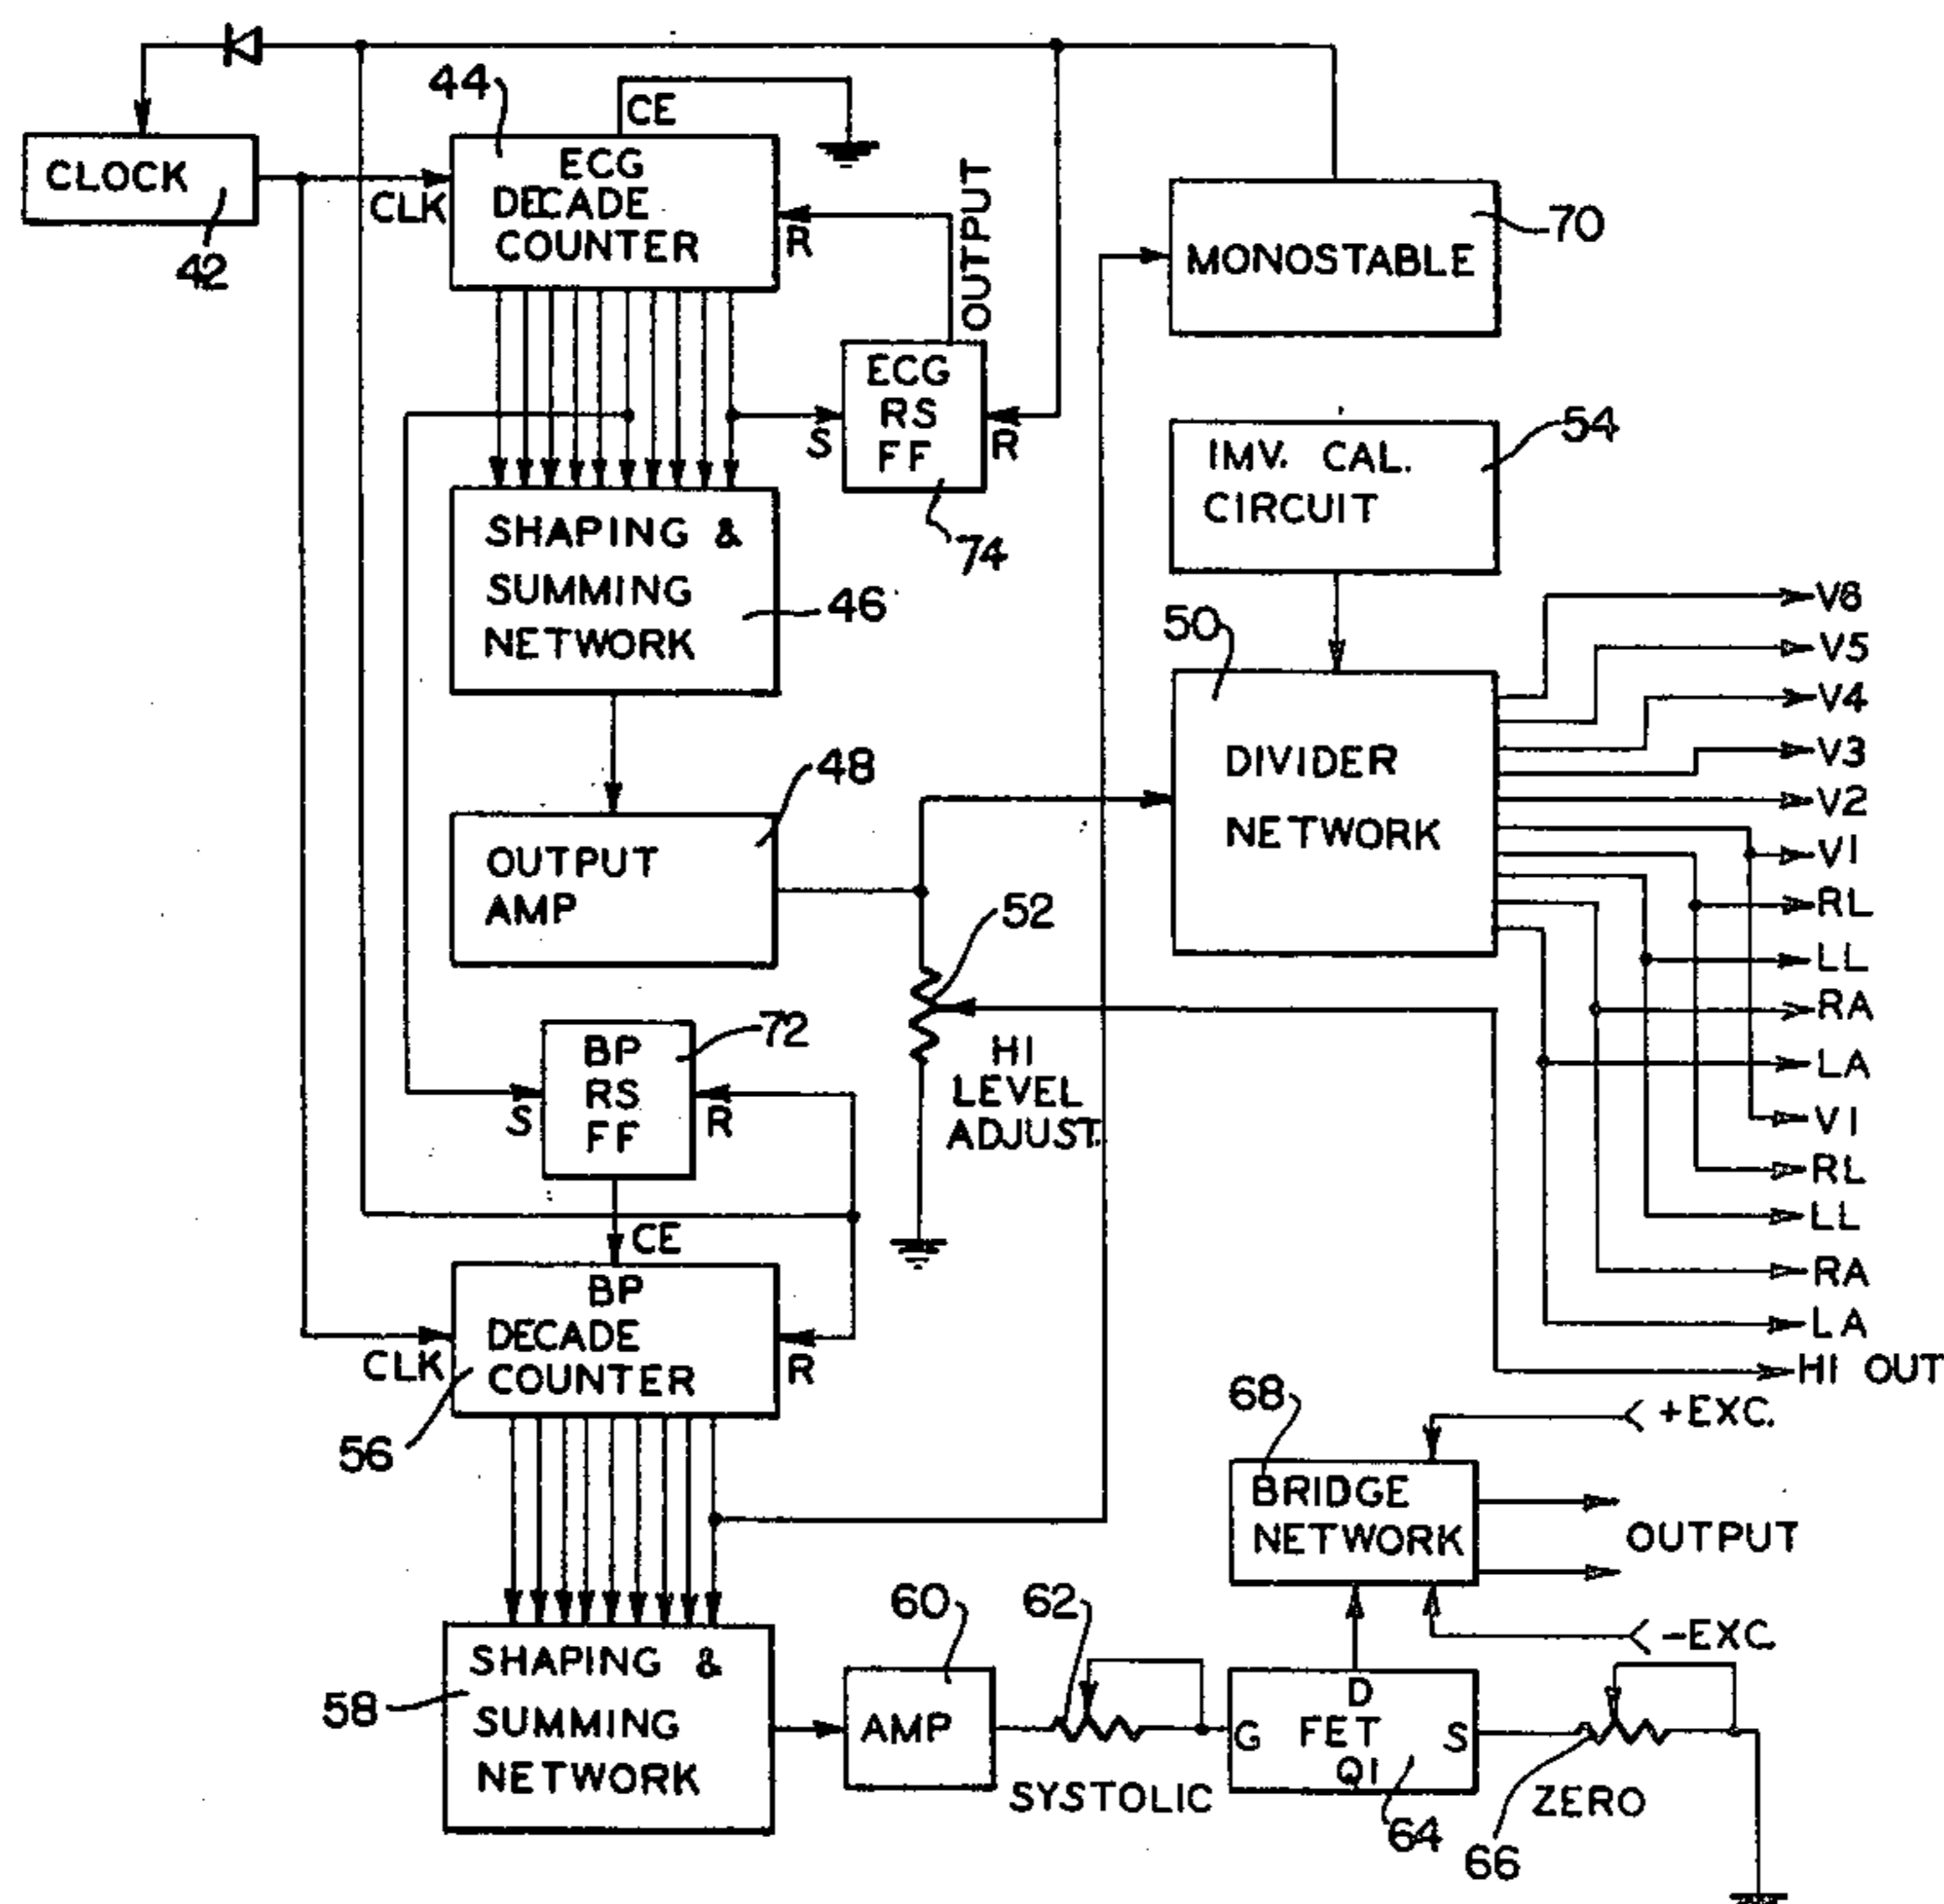 44
CE
CLOCK
42
CLK
ECG
DECADE
COUNTER
R
OUTPUT
MONOSTABLE
70
S
ECG
RS
FF
R
74
IMV. CAL.
CIRCUIT
54
SHAPING &
SUMMING
NETWORK
46
50
DIVIDER
NETWORK
V8
V5
V4
V3
V2
V1
RL
LL
RA
LA
V1
RL
LL
RA
LA
HI OUT
OUTPUT
AMP
48
52
HI
LEVEL
ADJUST.
BP
RS
FF
72
S
R
CE
BP
DECADE
COUNTER
CLK
R
56
68
+EXC.
BRIDGE
NETWORK
OUTPUT
-EXC.
SHAPING &
SUMMING
NETWORK
58
60
AMP
62
SYSTOLIC
D
G FET S
Q1
64
ZERO
66